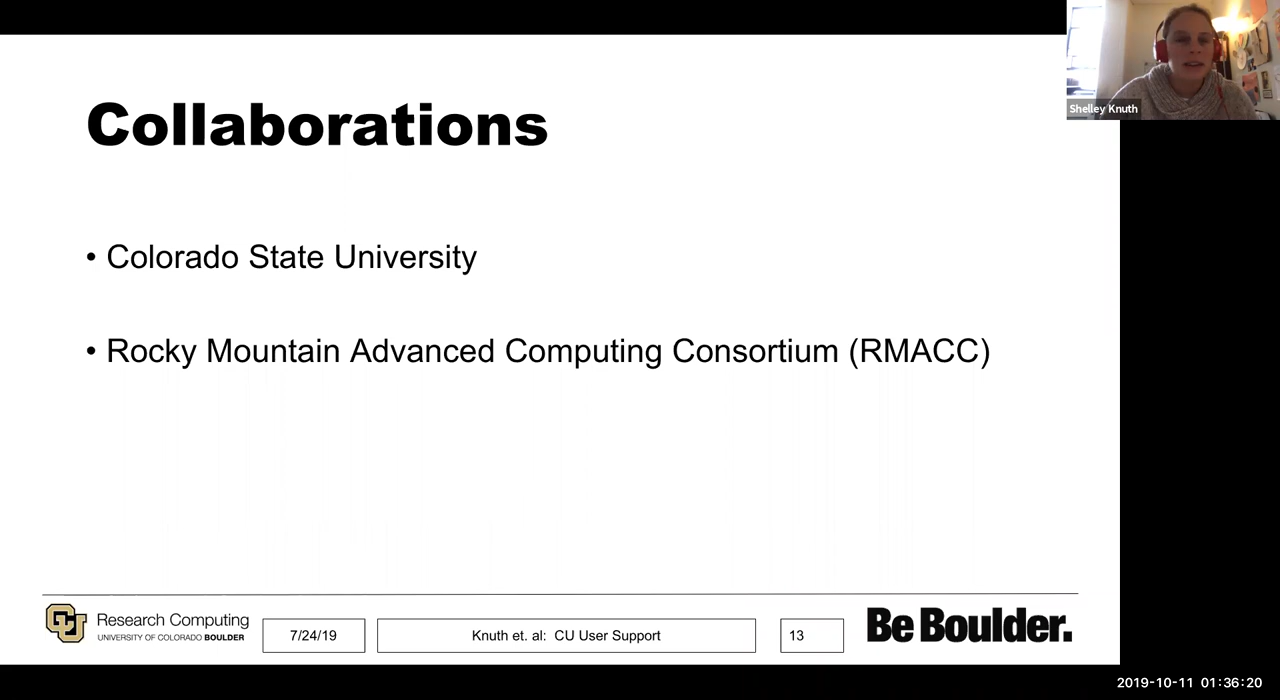 Shelley Knuth
Collaborations
• Colorado State University
• Rocky Mountain Advanced Computing Consortium (RMACC)
CU
Research Computing
UNIVERSITY OF COLORADO BOULDER
7/24/19
Knuth et. al: CU User Support
13
Be Boulder.
2019-10-11 01:36:20